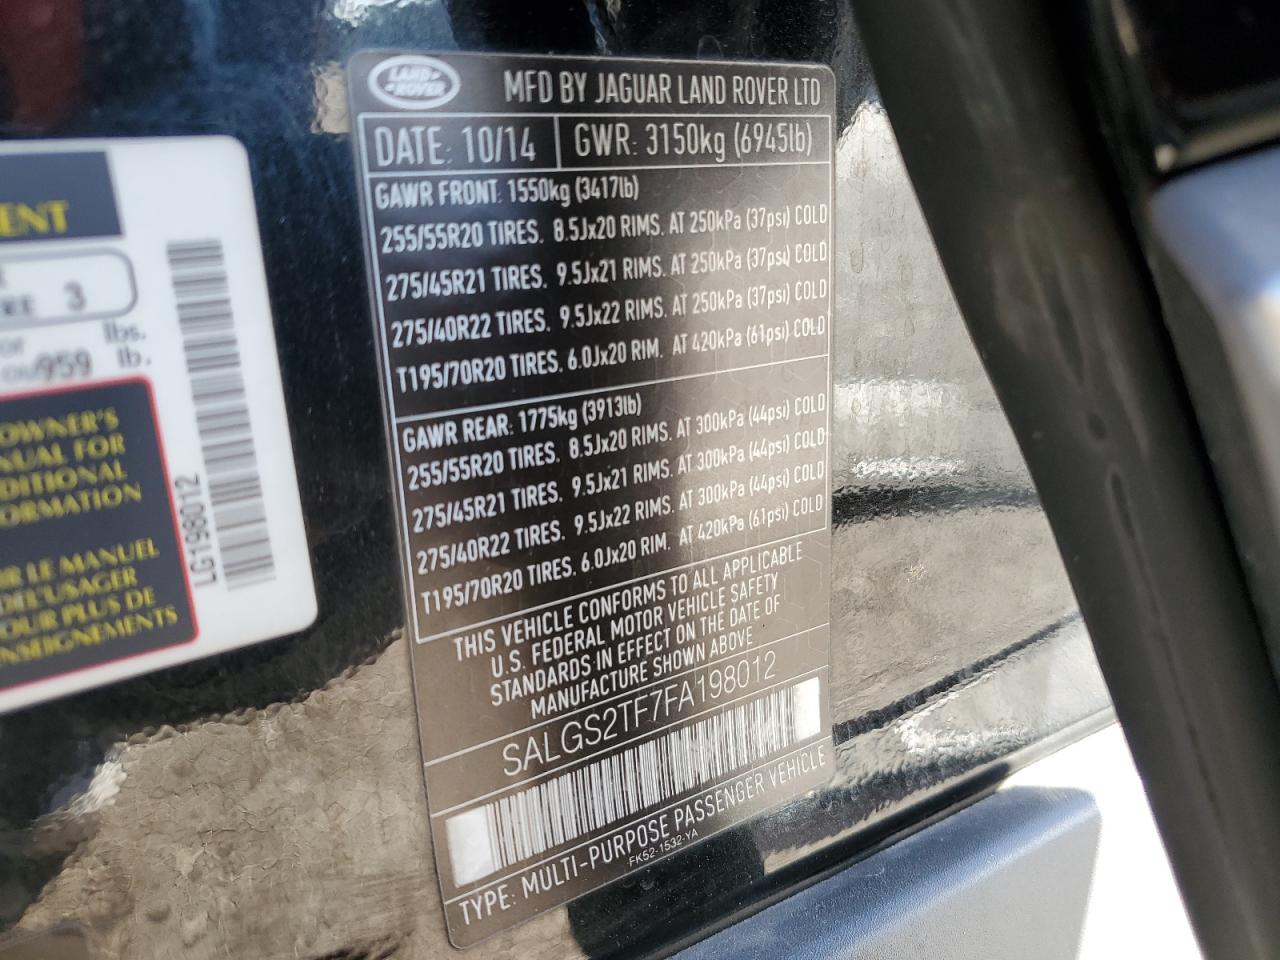 ENT
RE 3
lbs.
ou 959 lb.
OWNER'S
UAL FOR
DITIONAL
ORMATION
R LE MANUEL
DE L'USAGER
OUR PLUS DE
NSEIGNEMENTS
LG198012
LAND ROVER
MFD BY JAGUAR LAND ROVER LTD
DATE: 10/14 GWR: 3150kg (6945lb)
GAWR FRONT: 1550kg (3417lb)
255/55R20 TIRES. 8.5Jx20 RIMS. AT 250kPa (37psi) COLD
275/45R21 TIRES. 9.5Jx21 RIMS. AT 250kPa (37psi) COLD
275/40R22 TIRES. 9.5Jx22 RIMS. AT 250kPa (37psi) COLD
T195/70R20 TIRES. 6.0Jx20 RIM. AT 420kPa (61psi) COLD
GAWR REAR: 1775kg (3913lb)
255/55R20 TIRES. 8.5Jx20 RIMS. AT 300kPa (44psi) COLD
275/45R21 TIRES. 9.5Jx21 RIMS. AT 300kPa (44psi) COLD
275/40R22 TIRES. 9.5Jx22 RIMS. AT 300kPa (44psi) COLD
T195/70R20 TIRES. 6.0Jx20 RIM. AT 420kPa (61psi) COLD
THIS VEHICLE CONFORMS TO ALL APPLICABLE
U.S. FEDERAL MOTOR VEHICLE SAFETY
STANDARDS IN EFFECT ON THE DATE OF
MANUFACTURE SHOWN ABOVE
SALGS2TF7FA198012
TYPE: MULTI-PURPOSE PASSENGER VEHICLE
FK52-1532-YA